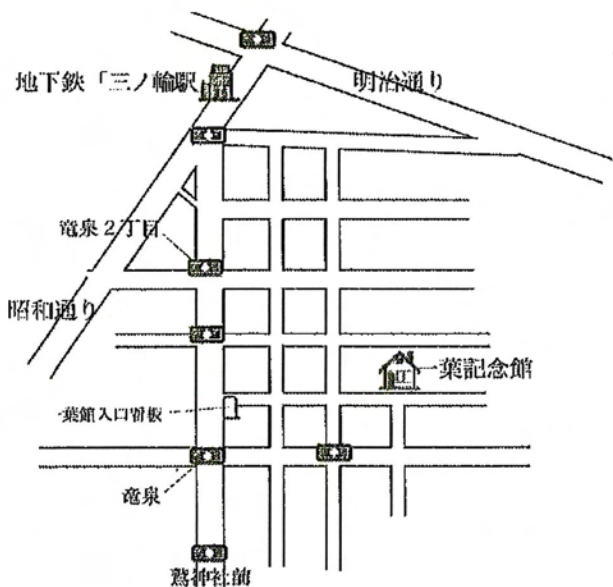 地下鉄「三ノ輪駅
明治通り
竜泉2丁目
昭和通り
一葉記念館
一葉館入口看板
竜泉
鷲神社前